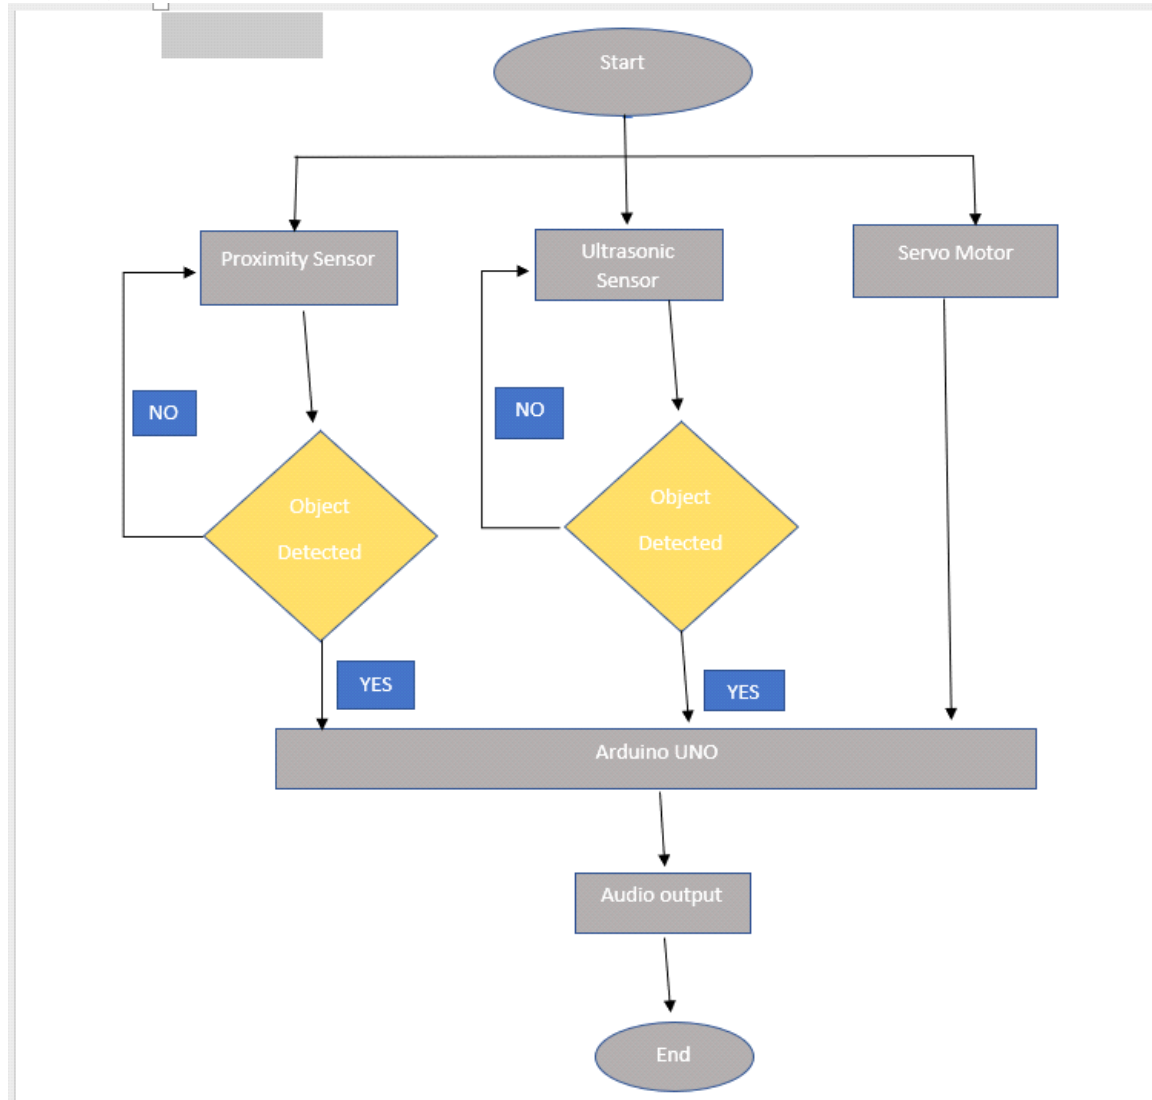 Start
Proximity Sensor
Ultrasonic
Sensor
Servo Motor
NO
NO
Object
Detected
Object
Detected
YES
YES
Arduino UNO
Audio output
End